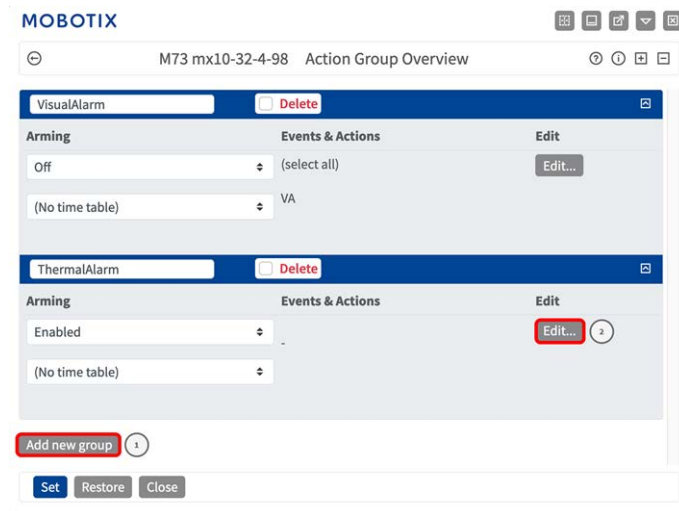 MOBOTIX
M73 mx10-32-4-98 Action Group Overview
VisualAlarm Delete
Arming Events & Actions Edit
Off (select all) Edit...
(No time table) VA
ThermalAlarm Delete
Arming Events & Actions Edit
Enabled - Edit... 2
(No time table)
Add new group 1
Set Restore Close